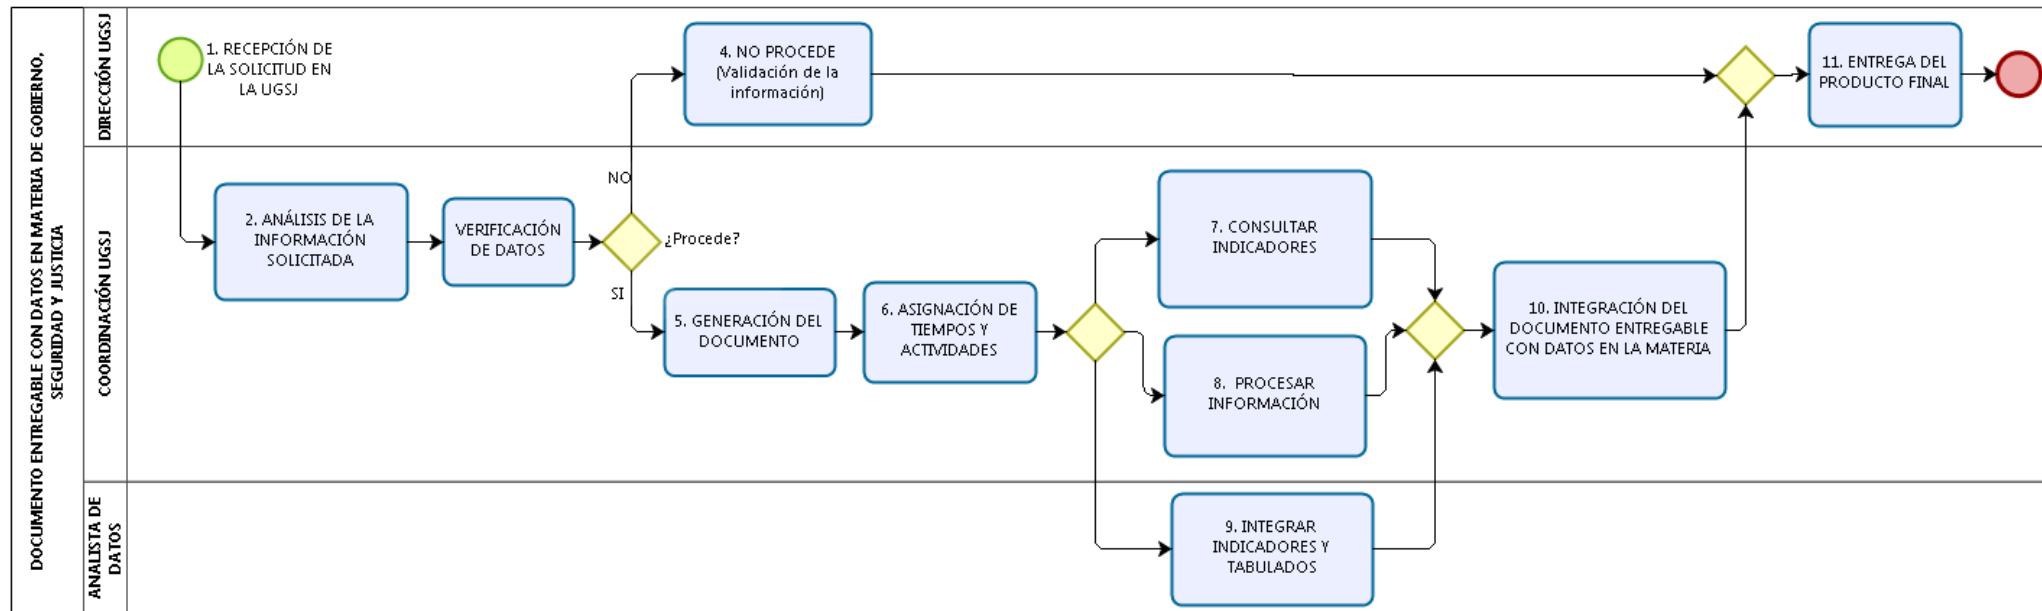 DOCUMENTO ENTREGABLE CON DATOS EN MATERIA DE GOBIERNO,
SEGURIDAD Y JUSTICIA
DIRECCIÓN UGSJ
1. RECEPCIÓN DE
LA SOLICITUD EN
LA UGSJ
4. NO PROCEDE
(Validación de la
información)
11. ENTREGA DEL
PRODUCTO FINAL
COORDINACIÓN UGSJ
2. ANÁLISIS DE LA
INFORMACIÓN
SOLICITADA
VERIFICACIÓN
DE DATOS
NO
¿Procede?
SI
5. GENERACIÓN DEL
DOCUMENTO
6. ASIGNACIÓN DE
TIEMPOS Y
ACTIVIDADES
7. CONSULTAR
INDICADORES
8. PROCESAR
INFORMACIÓN
10. INTEGRACIÓN DEL
DOCUMENTO ENTREGABLE
CON DATOS EN LA MATERIA
ANALISTA DE
DATOS
9. INTEGRAR
INDICADORES Y
TABULADOS